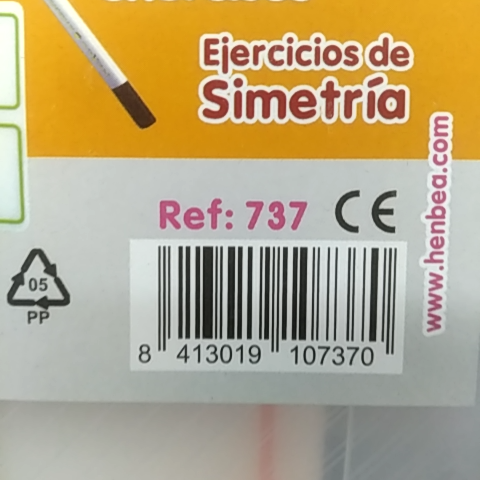 Ejercicios de
Simetría
Ref: 737 CE
www.henbea.com
05
PP
8 413019 107370